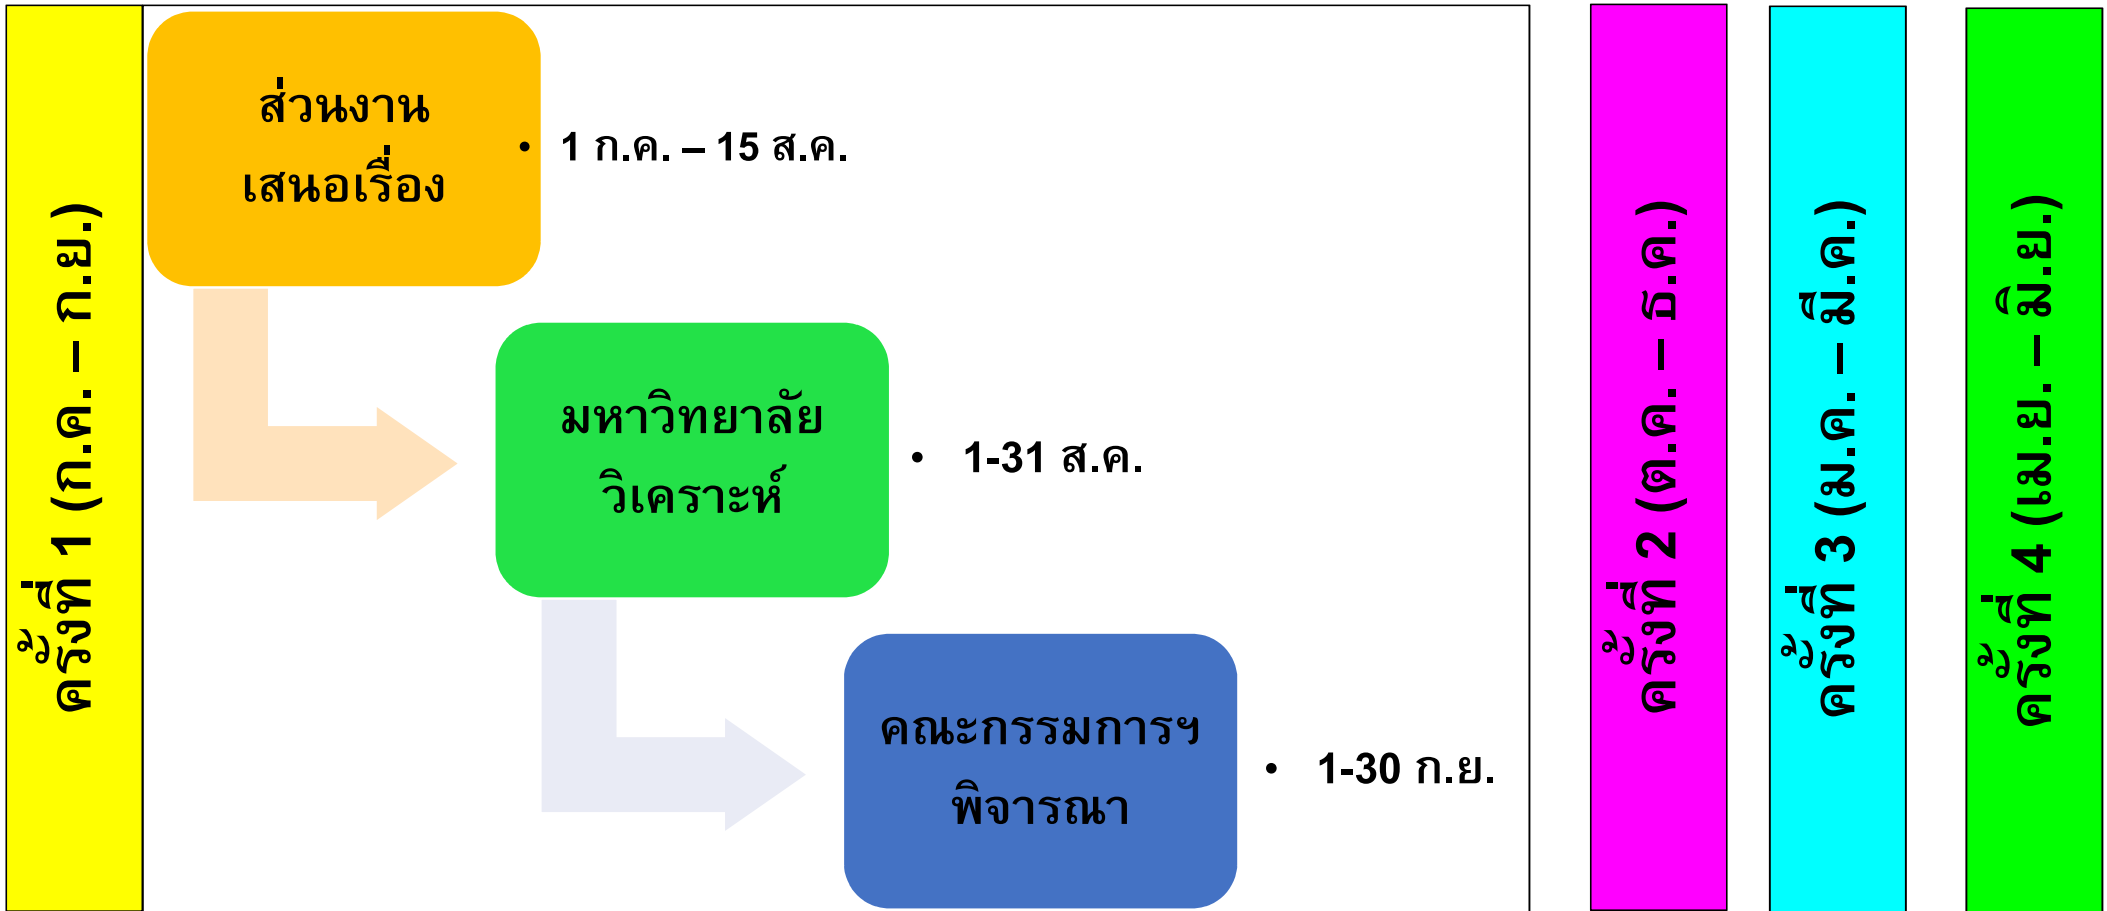 ครั้งที่ 1 (ก.ค. – ก.ย.)
ส่วนงาน
เสนอเรื่อง
• 1 ก.ค. – 15 ส.ค.
มหาวิทยาลัย
วิเคราะห์
• 1-31 ส.ค.
คณะกรรมการฯ
พิจารณา
• 1-30 ก.ย.
ครั้งที่ 2 (ต.ค. – ธ.ค.)
ครั้งที่ 3 (ม.ค. – มี.ค.)
ครั้งที่ 4 (เม.ย. – มิ.ย.)